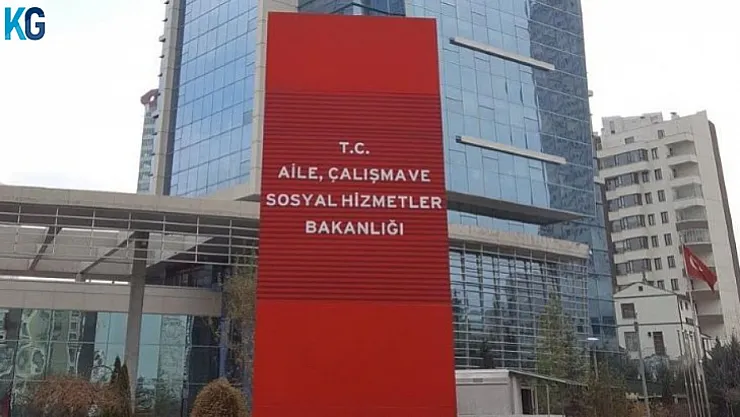 KG
T.C.
AİLE, ÇALIŞMAVE
SOSYAL HİZMETLER
BAKANLIĞI